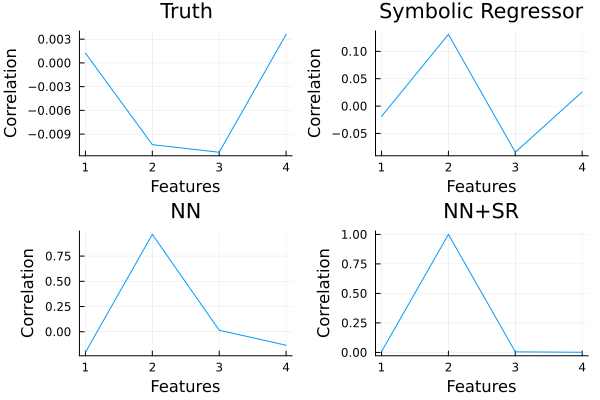 Truth
0.003
0.000
−0.003
−0.006
−0.009
Correlation
1 2 3 4
Features
Symbolic Regressor
0.10
0.05
0.00
−0.05
Correlation
1 2 3 4
Features
NN
0.75
0.50
0.25
0.00
Correlation
1 2 3 4
Features
NN+SR
1.00
0.75
0.50
0.25
0.00
Correlation
1 2 3 4
Features